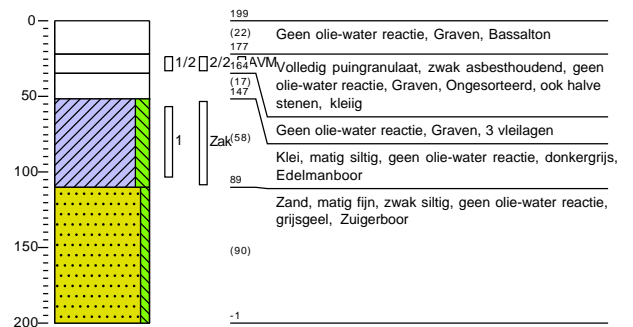 0
199
(22)
Geen olie-water reactie, Graven, Bassalton
177
1/2
2/2
AVM
164
Volledig puingranulaat, zwak asbesthoudend, geen
olie-water reactie, Graven, Ongesorteerd, ook halve
stenen, kleiig
(17)
50
147
Geen olie-water reactie, Graven, 3 vleilagen
1
Zak
(58)
Klei, matig siltig, geen olie-water reactie, donkergrijs,
Edelmanboor
100
89
Zand, matig fijn, zwak siltig, geen olie-water reactie,
grijsgeel, Zuigerboor
150
(90)
200
-1